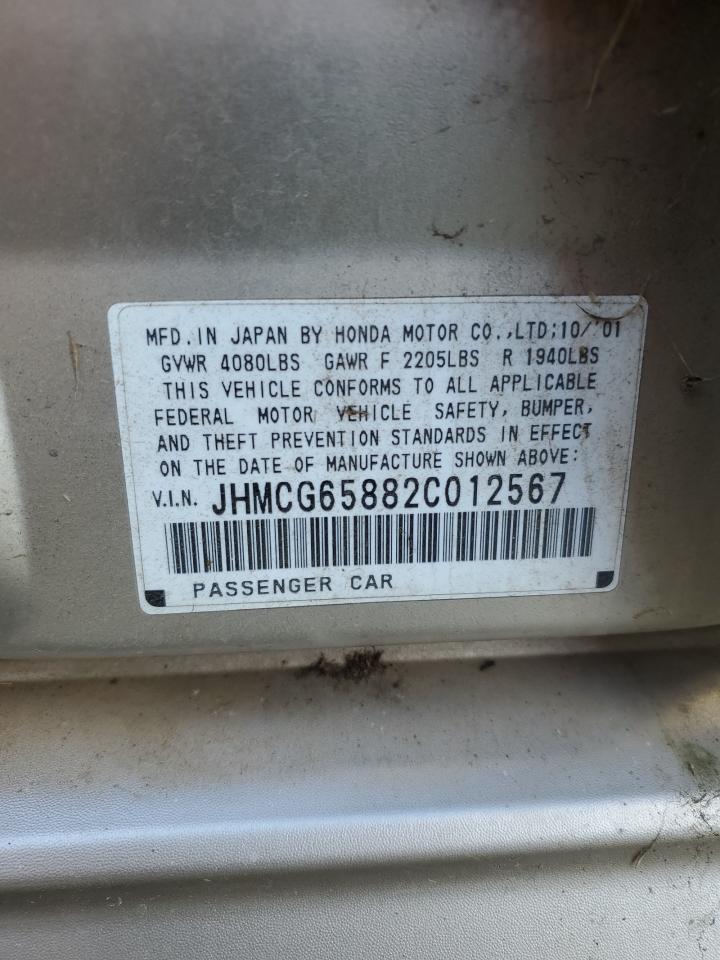 MFD. IN JAPAN BY HONDA MOTOR CO.,LTD;10/'01
GVWR 4080LBS GAWR F 2205LBS R 1940LBS
THIS VEHICLE CONFORMS TO ALL APPLICABLE
FEDERAL MOTOR VEHICLE SAFETY, BUMPER,
AND THEFT PREVENTION STANDARDS IN EFFECT
ON THE DATE OF MANUFACTURE SHOWN ABOVE:
V.I.N. JHMCG65882C012567
PASSENGER CAR